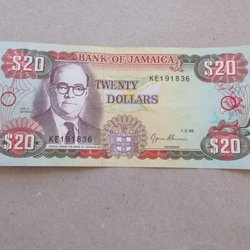 BANK OF JAMAICA
$20 $20
KE191836
TWENTY
DOLLARS
KE191836
$20 $20